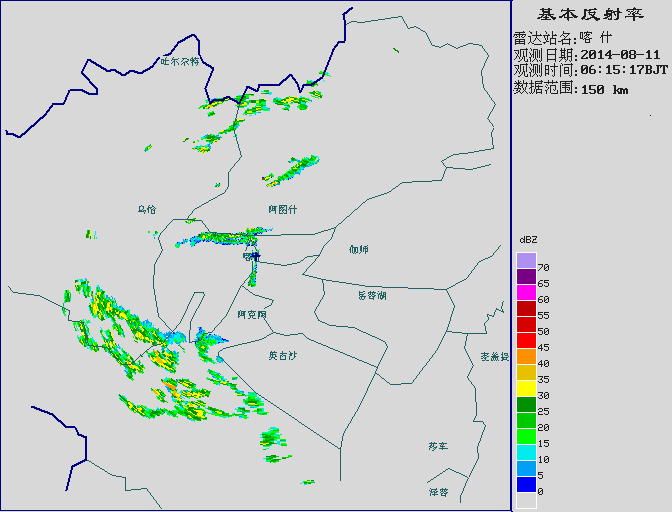 基本反射率
雷达站名:喀 什
观测日期:2014-08-11
观测时间:06:15:17BJT
数据范围:150 km
吐尔尕特
乌恰
阿图什
伽师
岳普湖
阿克陶
英吉沙
麦盖提
莎车
泽普
dBZ
70
65
60
55
50
45
40
35
30
25
20
15
10
5
0